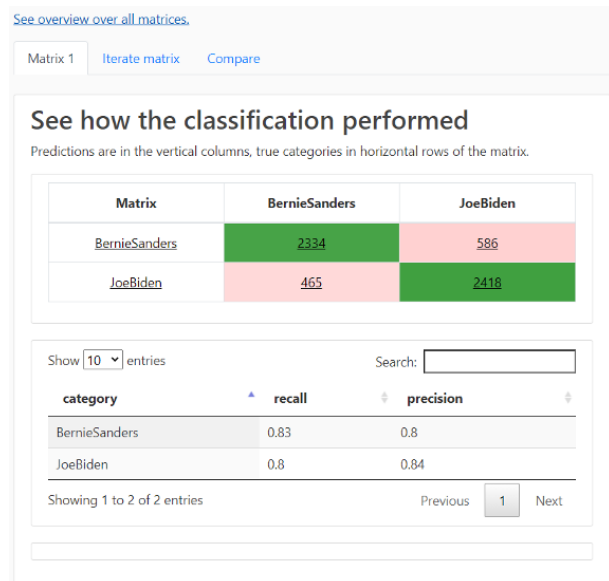 See overview over all matrices.
Matrix 1 Iterate matrix Compare
See how the classification performed
Predictions are in the vertical columns, true categories in horizontal rows of the matrix.
Matrix BernieSanders JoeBiden
BernieSanders 2334 586
JoeBiden 465 2418
Show 10 entries Search:
category recall precision
BernieSanders 0.83 0.8
JoeBiden 0.8 0.84
Showing 1 to 2 of 2 entries Previous 1 Next